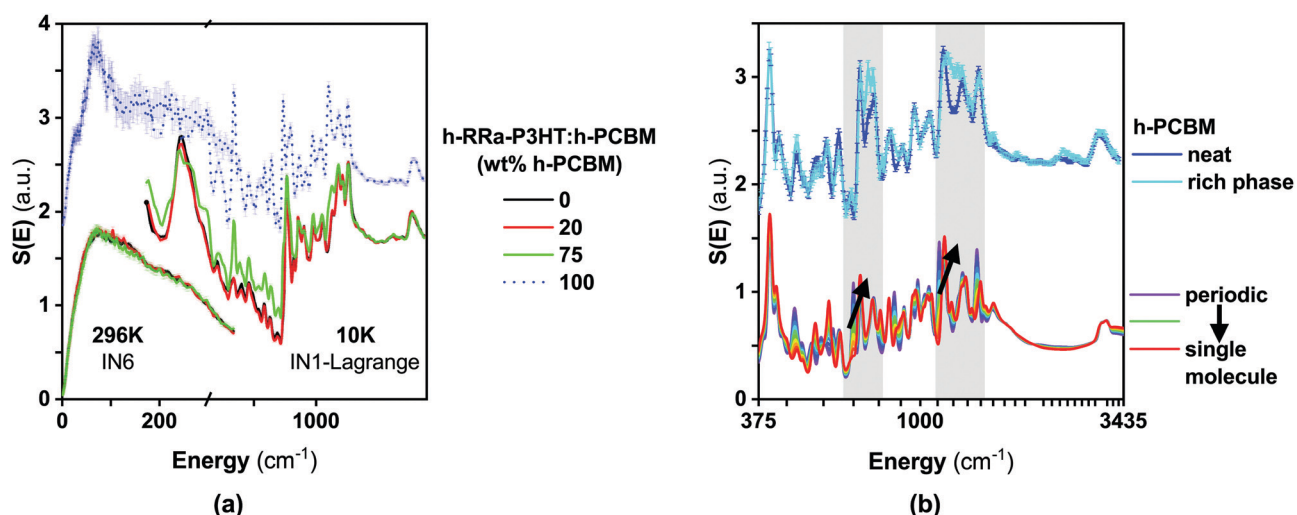 4
3
2
1
0
S(E) (a.u.)
296K
IN6
10K
IN1-Lagrange
0
200
1000
Energy (cm⁻¹)
(a)
h-RRa-P3HT:h-PCBM
(wt% h-PCBM)
0
20
75
100
3
2
1
0
S(E) (a.u.)
375
1000
3435
Energy (cm⁻¹)
(b)
h-PCBM
neat
rich phase
periodic
single
molecule